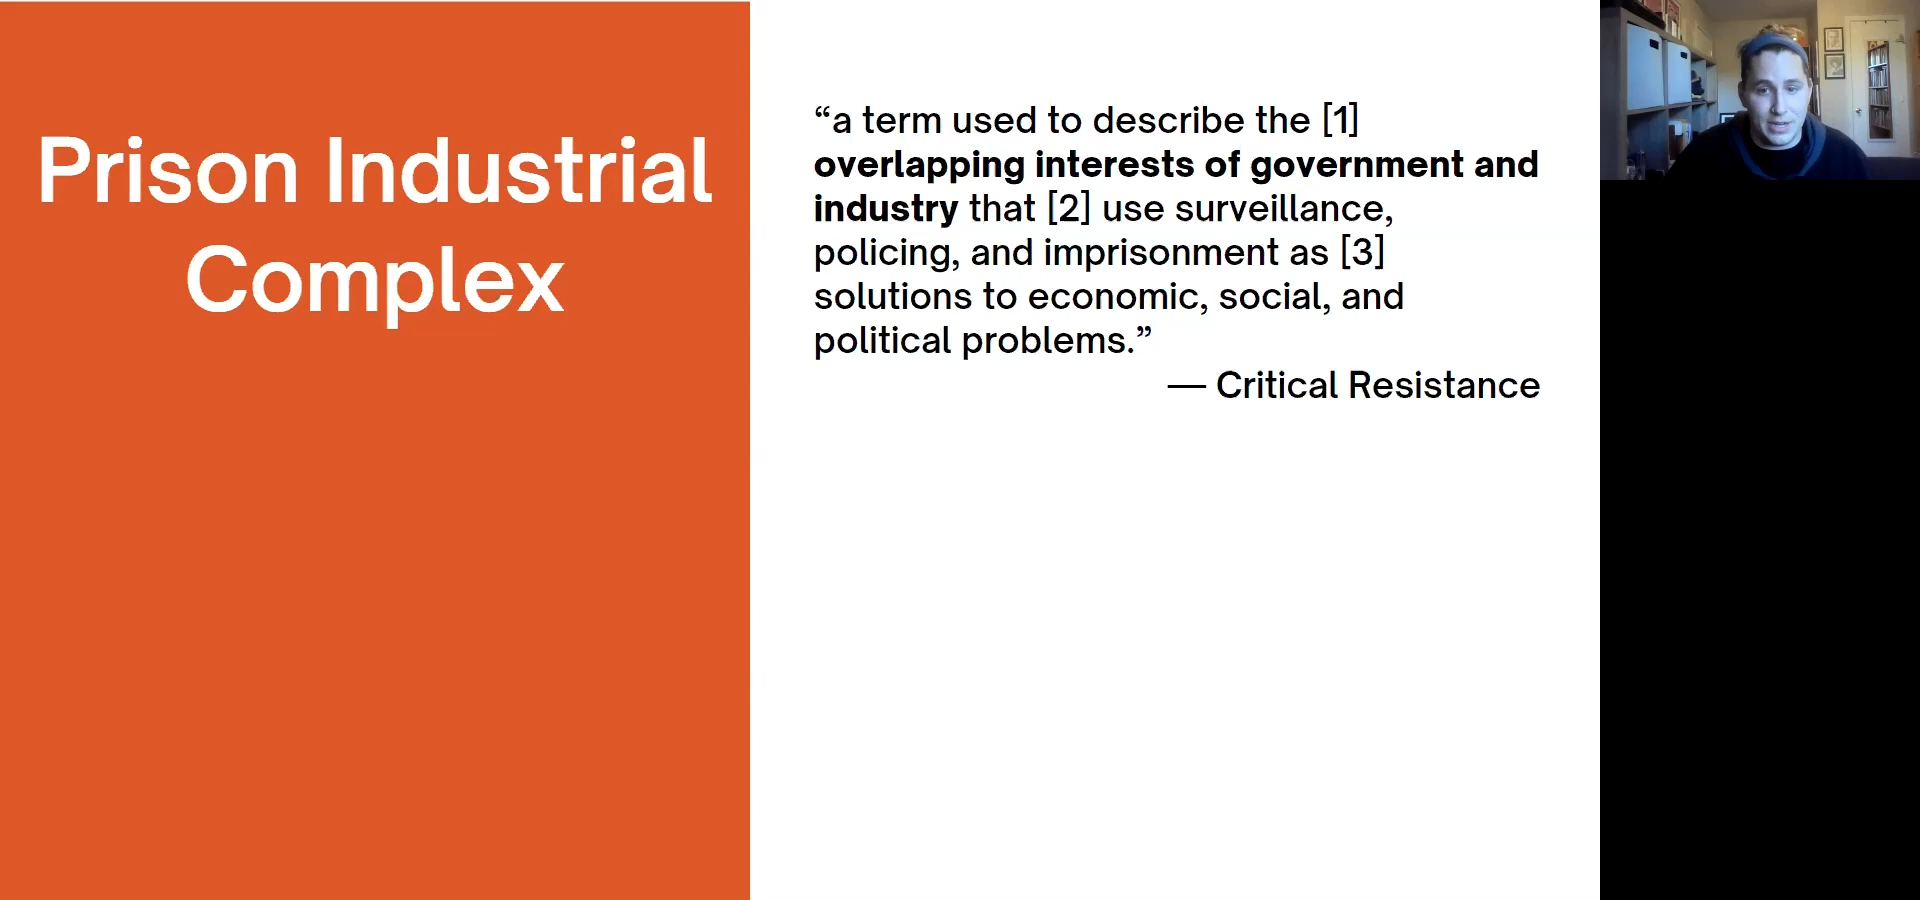 Prison Industrial
Complex
“a term used to describe the [1]
overlapping interests of government and
industry that [2] use surveillance,
policing, and imprisonment as [3]
solutions to economic, social, and
political problems.”
— Critical Resistance